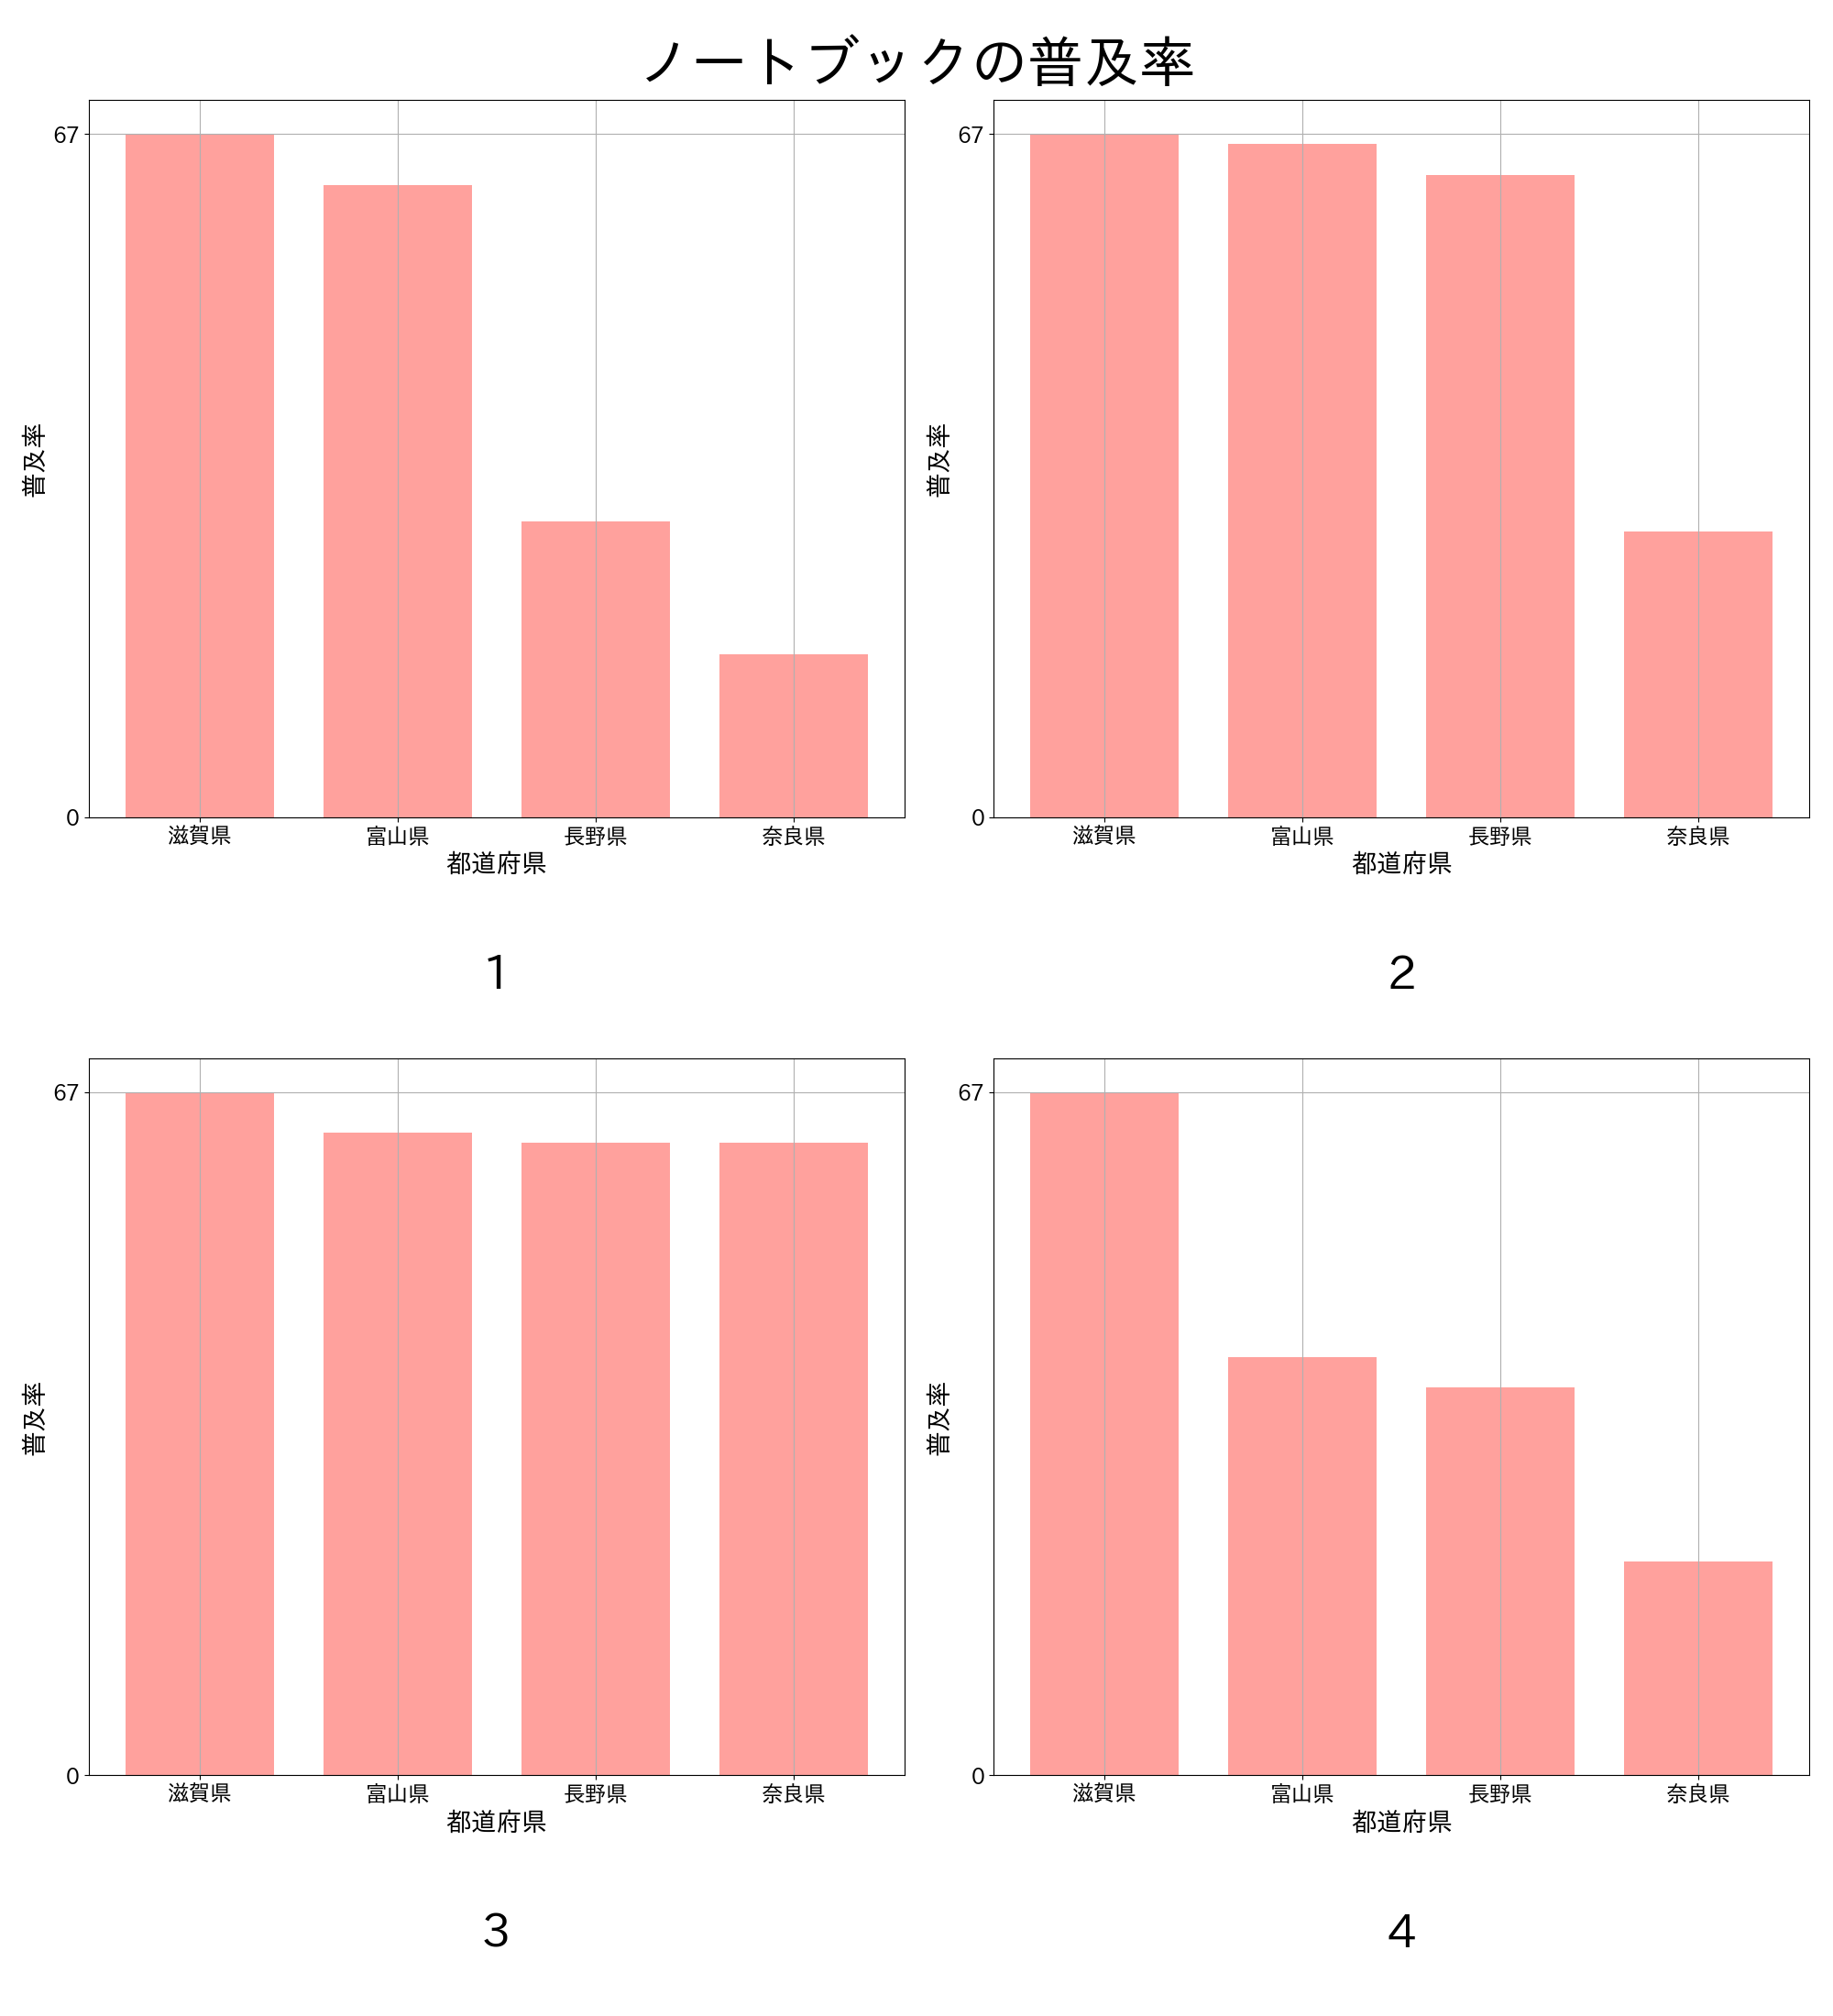 ノートブックの普及率
67
普及率
0
滋賀県 富山県 長野県 奈良県
都道府県
1
67
普及率
0
滋賀県 富山県 長野県 奈良県
都道府県
2
67
普及率
0
滋賀県 富山県 長野県 奈良県
都道府県
3
67
普及率
0
滋賀県 富山県 長野県 奈良県
都道府県
4